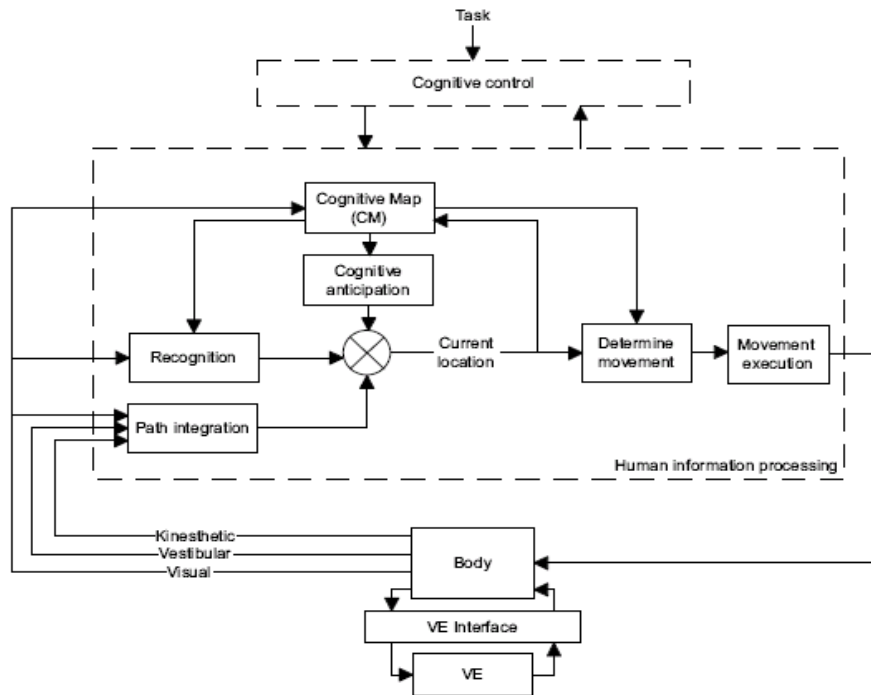 Task
Cognitive control
Cognitive Map
(CM)
Cognitive
anticipation
Recognition
Current
location
Determine
movement
Movement
execution
Path integration
Human information processing
Kinesthetic
Vestibular
Visual
Body
VE Interface
VE